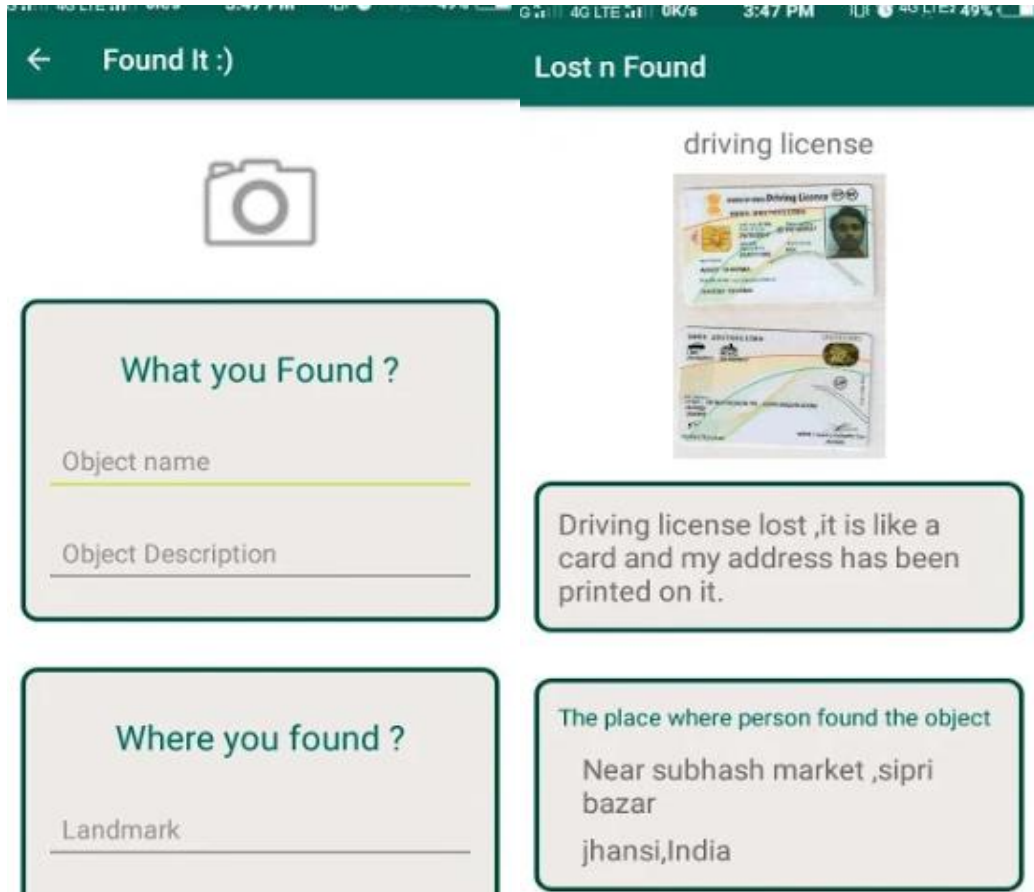 Found It :)
What you Found ?
Object name
Object Description
Where you found ?
Landmark
4G LTE 0K/s 3:47 PM 49%
Lost n Found
driving license
Driving Licence
Driving license lost ,it is like a
card and my address has been
printed on it.
The place where person found the object
Near subhash market ,sipri
bazar
jhansi,India